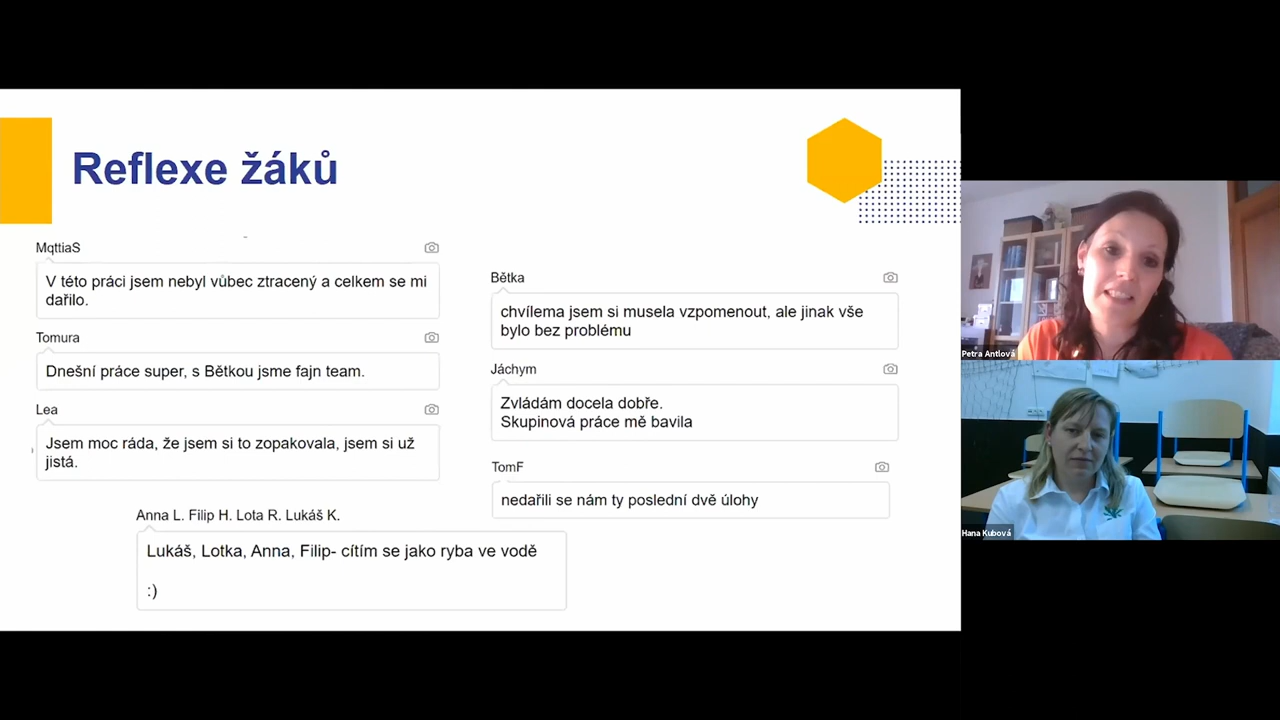 Reflexe žáků
MqttiaS
V této práci jsem nebyl vůbec ztracený a celkem se mi
dařilo.
Tomura
Dnešní práce super, s Bětkou jsme fajn team.
Lea
Jsem moc ráda, že jsem si to zopakovala, jsem si už
jistá.
Anna L. Filip H. Lota R. Lukáš K.
Lukáš, Lotka, Anna, Filip- cítím se jako ryba ve vodě
:)
Bětka
chvílema jsem si musela vzpomenout, ale jinak vše
bylo bez problému
Jáchym
Zvládám docela dobře.
Skupinová práce mě bavila
TomF
nedařili se nám ty poslední dvě úlohy
Petra Antlová
Hana Kubová